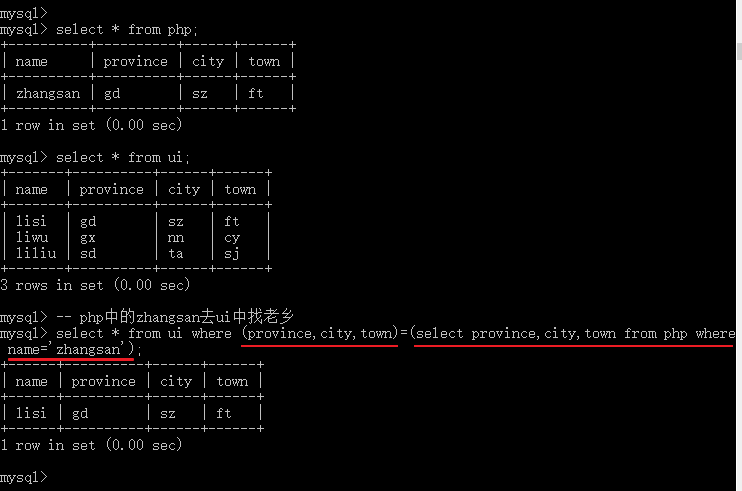 mysql>
mysql> select * from php;
+----------+----------+------+------+
| name     | province | city | town |
+----------+----------+------+------+
| zhangsan | gd       | sz   | ft   |
+----------+----------+------+------+
1 row in set (0.00 sec)
mysql> select * from ui;
+-------+----------+------+------+
| name  | province | city | town |
+-------+----------+------+------+
| lisi  | gd       | sz   | ft   |
| liwu  | gx       | nn   | cy   |
| liliu | sd       | ta   | sj   |
+-------+----------+------+------+
3 rows in set (0.00 sec)
mysql> -- php中的zhangsan去ui中找老乡
mysql> select * from ui where (province,city,town)=(select province,city,town from php where
name='zhangsan');
+------+----------+------+------+
| name | province | city | town |
+------+----------+------+------+
| lisi | gd       | sz   | ft   |
+------+----------+------+------+
1 row in set (0.00 sec)
mysql>